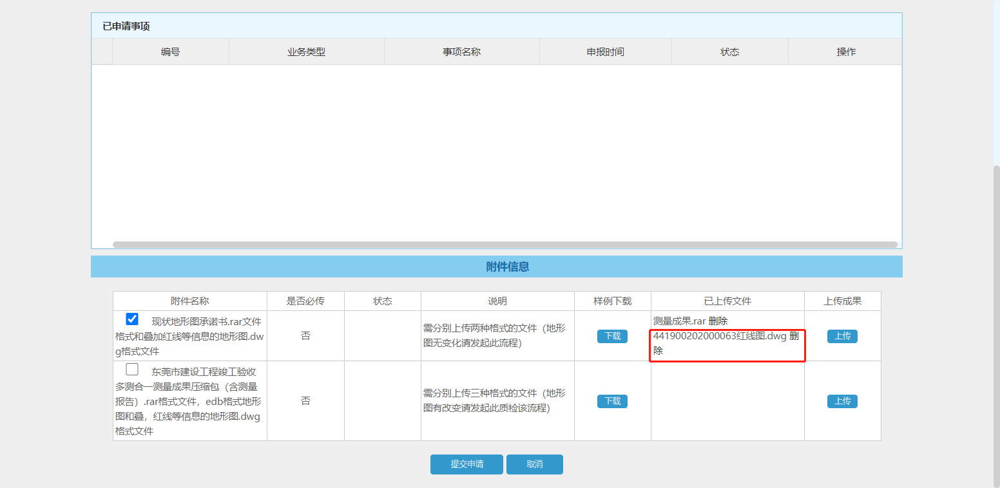 已申请事项
编号 业务类型 事项名称 申报时间 状态 操作
附件信息
附件名称 是否必传 状态 说明 样例下载 已上传文件 上传成果
现状地形图承诺书.rar文件
格式和叠加红线等信息的地形图.dw
g格式文件
否
需分别上传两种格式的文件（地形
图无变化请发起此流程）
下载
测量成果.rar 删除
441900202000063红线图.dwg 删
除
上传
东莞市建设工程竣工验收
多测合一测量成果压缩包（含测量
报告）.rar格式文件，edb格式地形
图和叠，红线等信息的地形图.dwg
格式文件
否
需分别上传三种格式的文件（地形
图有改变请发起此质检该流程）
下载
上传
提交申请 取消